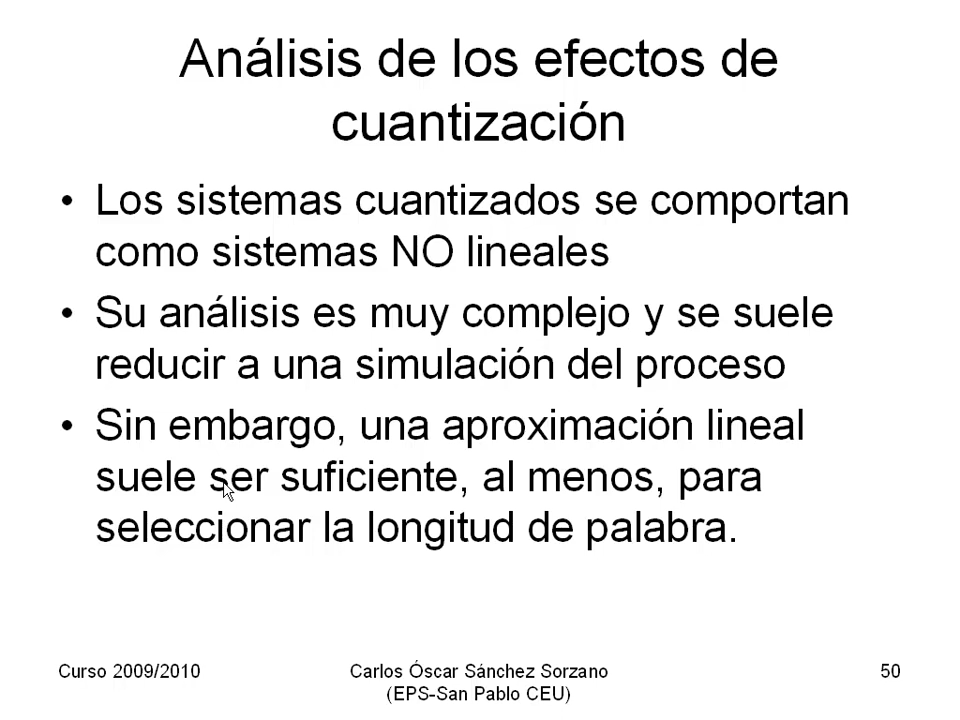 Análisis de los efectos de
cuantización
• Los sistemas cuantizados se comportan
como sistemas NO lineales
• Su análisis es muy complejo y se suele
reducir a una simulación del proceso
• Sin embargo, una aproximación lineal
suele ser suficiente, al menos, para
seleccionar la longitud de palabra.
Curso 2009/2010
Carlos Óscar Sánchez Sorzano
(EPS-San Pablo CEU)
50